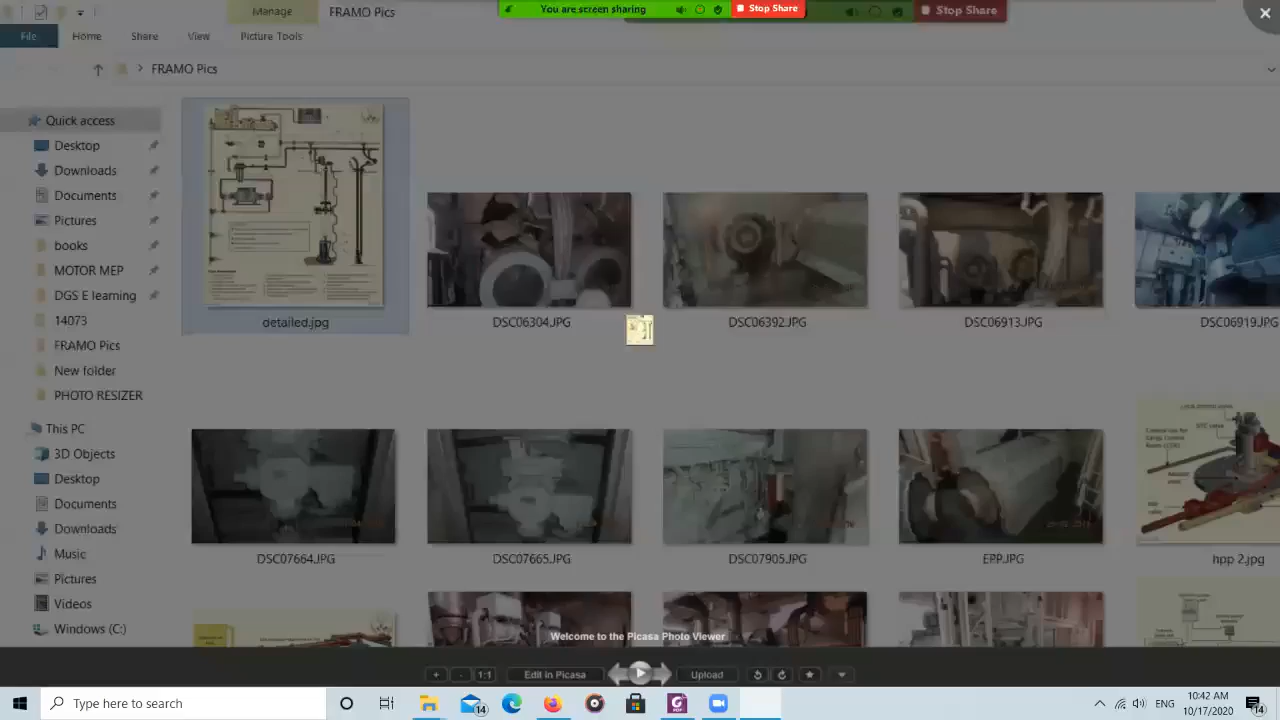 Manage
FRAMO Pics
You are screen sharing
Stop Share
Stop Share
File
Home
Share
View
Picture Tools
FRAMO Pics
Quick access
Desktop
Downloads
Documents
Pictures
books
MOTOR MEP
DGS E learning
14073
FRAMO Pics
New folder
PHOTO RESIZER
This PC
3D Objects
Desktop
Documents
Downloads
Music
Pictures
Videos
Windows (C:)
detailed.jpg
DSC06304.JPG
DSC06392.JPG
DSC06913.JPG
DSC06919.JPG
DSC07664.JPG
DSC07665.JPG
DSC07905.JPG
EPP.JPG
hpp 2.jpg
Welcome to the Picasa Photo Viewer
+
-
1:1
Edit in Picasa
Upload
Type here to search
14
ENG
10:42 AM
10/17/2020
14